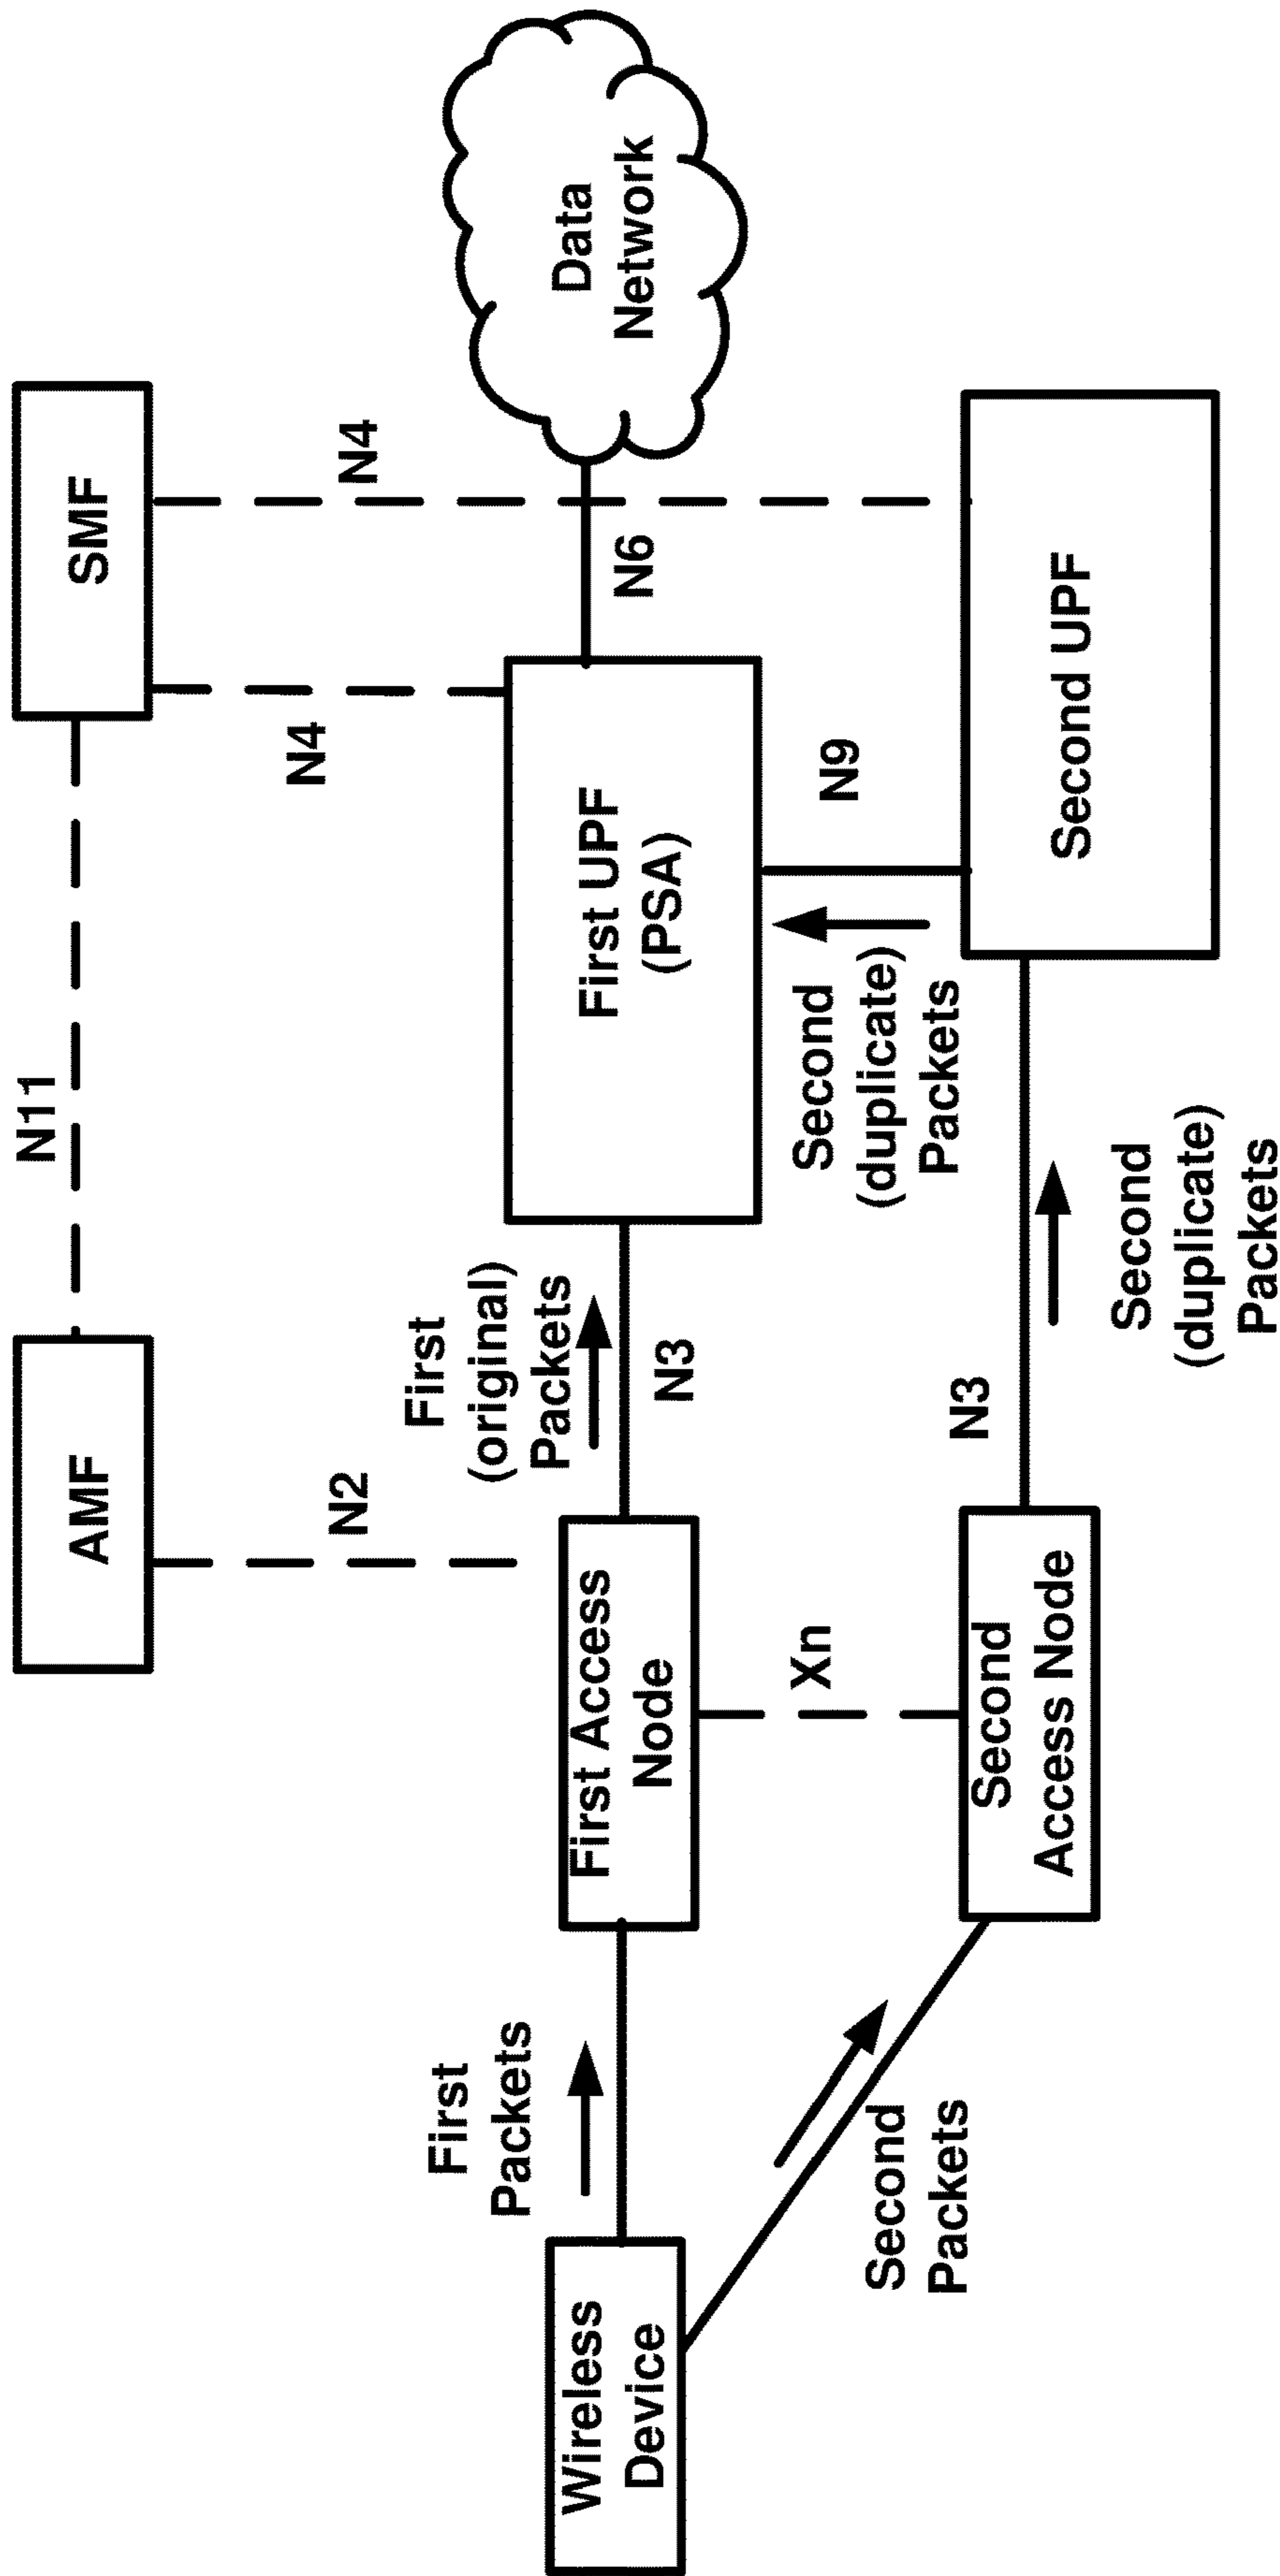 N11
AMF
SMF
N2
N4
N4
First
Packets
First
(original)
Packets
Wireless
Device
First Access
Node
N3
First UPF
(PSA)
N6
Data
Network
Xn
Second
(duplicate)
Packets
N9
Second
Packets
Second
Access Node
N3
Second
(duplicate)
Packets
Second UPF